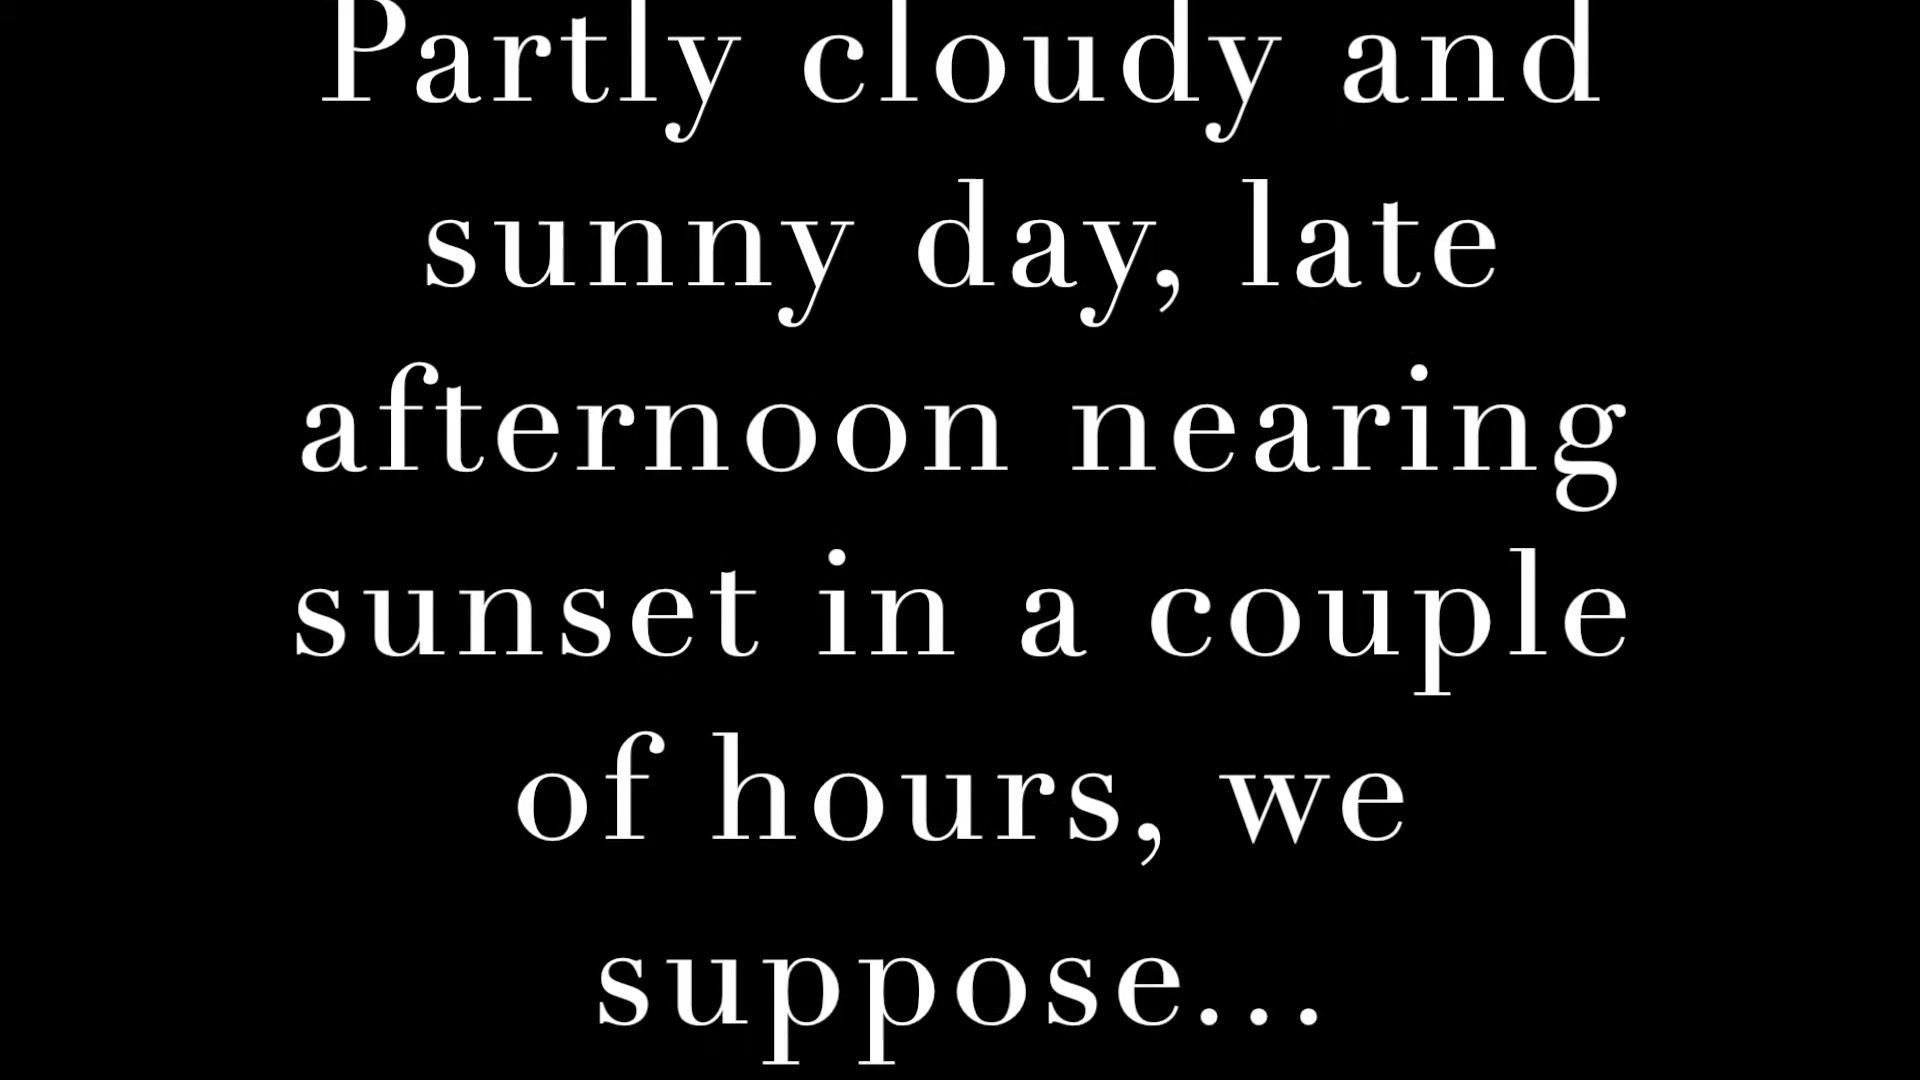 Partly cloudy and
sunny day, late
afternoon nearing
sunset in a couple
of hours, we
suppose...